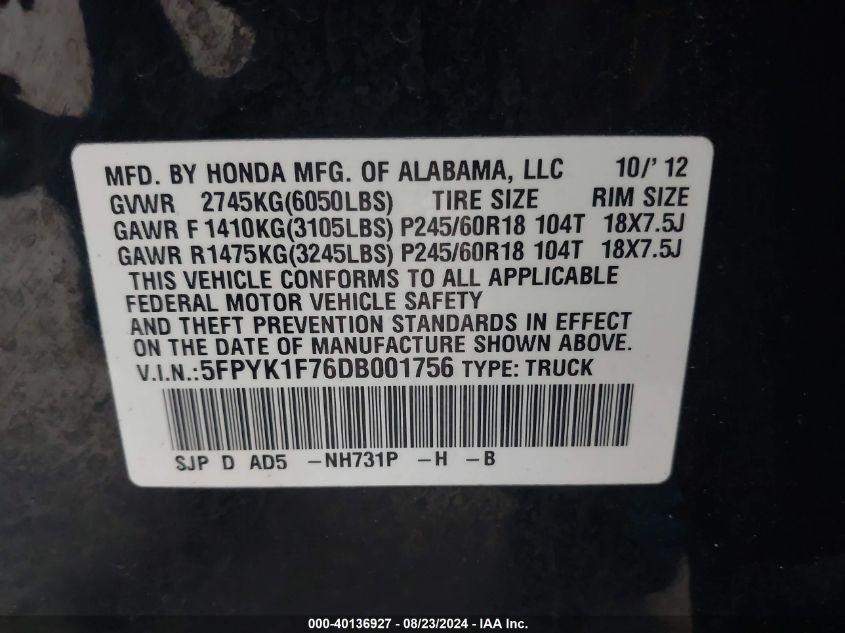 MFD. BY HONDA MFG. OF ALABAMA, LLC 10/' 12
GVWR 2745KG(6050LBS) TIRE SIZE RIM SIZE
GAWR F 1410KG(3105LBS) P245/60R18 104T 18X7.5J
GAWR R1475KG(3245LBS) P245/60R18 104T 18X7.5J
THIS VEHICLE CONFORMS TO ALL APPLICABLE
FEDERAL MOTOR VEHICLE SAFETY
AND THEFT PREVENTION STANDARDS IN EFFECT
ON THE DATE OF MANUFACTURE SHOWN ABOVE.
V.I.N.:5FPYK1F76DB001756 TYPE: TRUCK
SJP D AD5 -NH731P -H -B
000-40136927 - 08/23/2024 - IAA Inc.